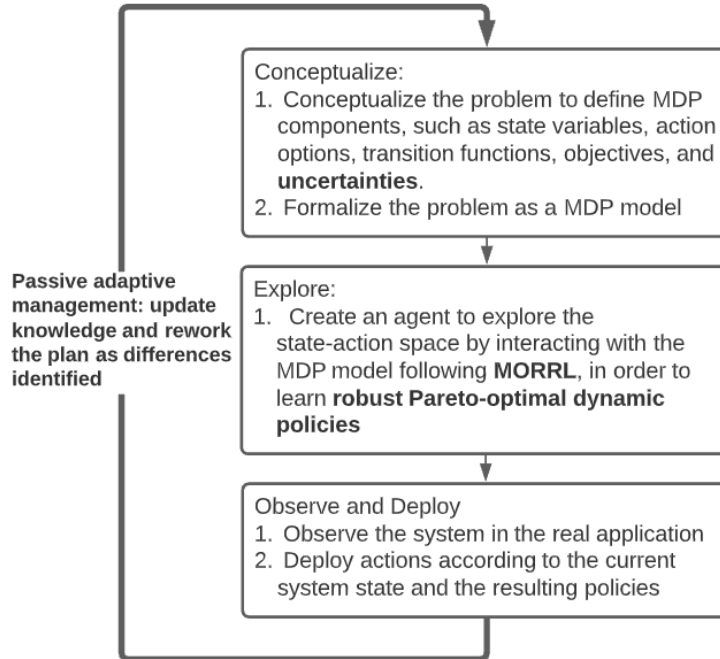 Conceptualize:
1. Conceptualize the problem to define MDP
components, such as state variables, action
options, transition functions, objectives, and
uncertainties.
2. Formalize the problem as a MDP model
Passive adaptive
management: update
knowledge and rework
the plan as differences
identified
Explore:
1. Create an agent to explore the
state-action space by interacting with the
MDP model following MORRL, in order to
learn robust Pareto-optimal dynamic
policies
Observe and Deploy
1. Observe the system in the real application
2. Deploy actions according to the current
system state and the resulting policies